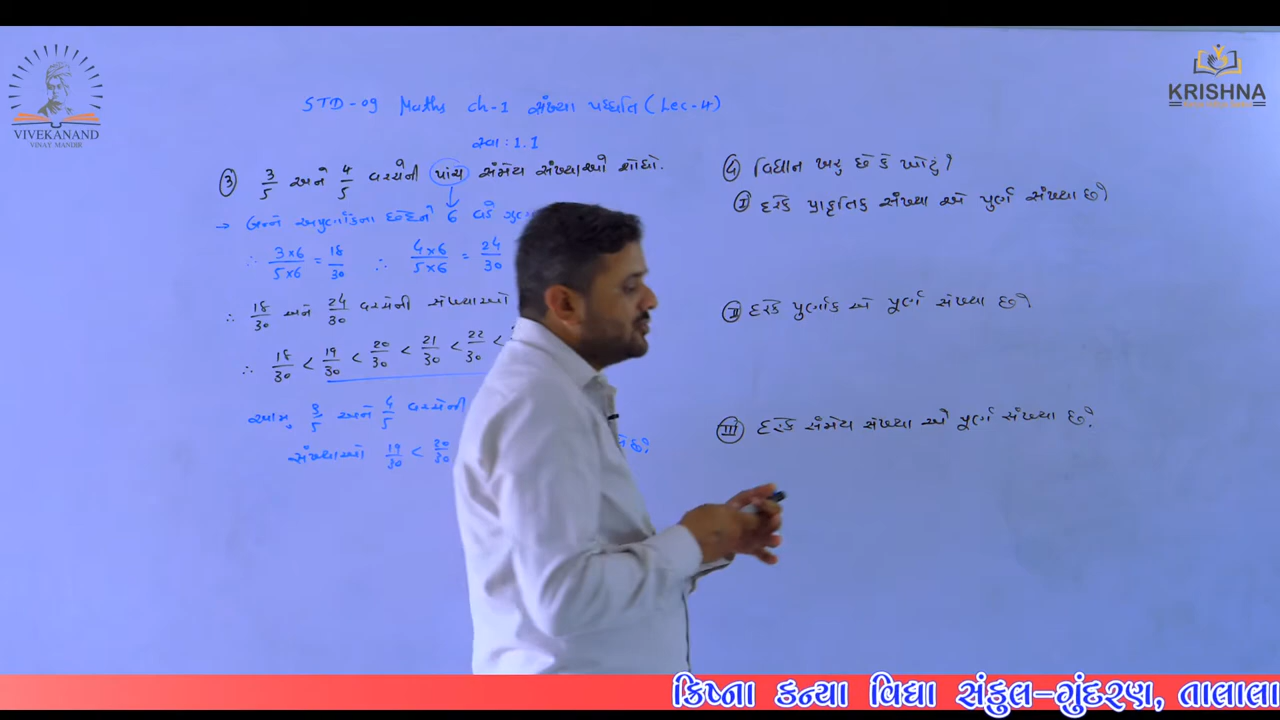 VIVEKANAND
VINAY MANDIR
KRISHNA
STD-09 Maths ch-1 સંખ્યા પધ્ધતિ (Lec-4)
સ્વા : 1.1
③ 3/5 અને 4/5 વચ્ચેની પાંચ સંમેય સંખ્યાઓ શોધો.
→ બન્ને અપુર્ણાંકના છેદને 6 વડે
∴ 3×6/5×6 = 18/30 ∴ 4×6/5×6 = 24/30
∴ 18/30 અને 24/30 વચ્ચેની સંખ્યાઓ
∴ 18/30 < 19/30 < 20/30 < 21/30 < 22/30 <
આમ, 3/5 અને 4/5 વચ્ચેની
સંખ્યાઓ 19/30 < 20/30 છે.
④ વિધાન ખરુ છે કે ખોટું?
Ⅰ દરેક પ્રાકૃતિક સંખ્યા એ પુર્ણ સંખ્યા છે?
Ⅱ દરેક પુર્ણાંક એ પૂર્ણ સંખ્યા છે?
Ⅲ દરેક સંમેય સંખ્યા એ પૂર્ણ સંખ્યા છે?
ક્રિષ્ના કન્યા વિદ્યા સંકુલ-ગુંદરણ, તાલાલા